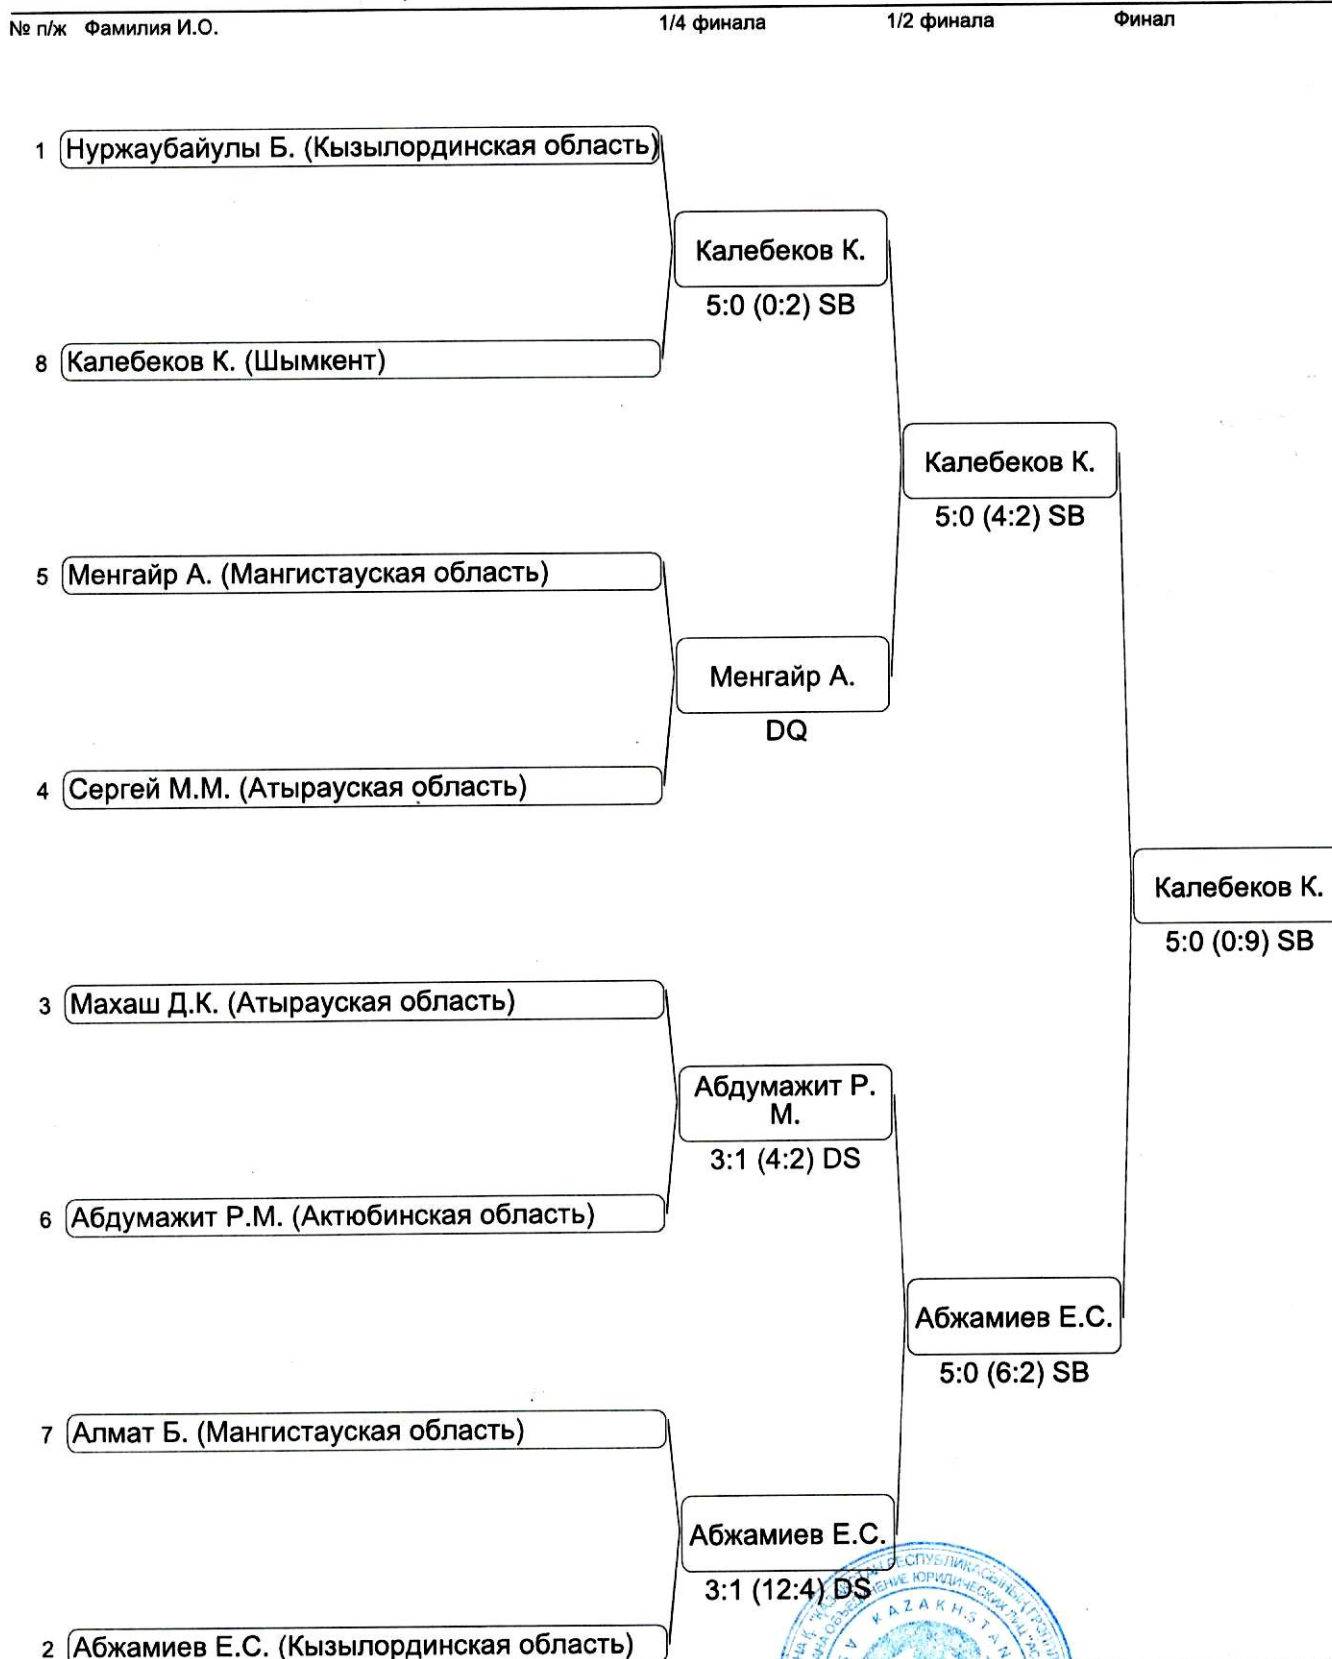 № п/ж Фамилия И.О. 1/4 финала 1/2 финала Финал
1 Нуржаубайулы Б. (Кызылординская область)
Калебеков К.
5:0 (0:2) SB
8 Калебеков К. (Шымкент)
Калебеков К.
5:0 (4:2) SB
5 Менгайр А. (Мангистауская область)
Менгайр А.
DQ
4 Сергей М.М. (Атырауская область)
Калебеков К.
5:0 (0:9) SB
3 Махаш Д.К. (Атырауская область)
Абдумажит Р.
М.
3:1 (4:2) DS
6 Абдумажит Р.М. (Актюбинская область)
Абжамиев Е.С.
5:0 (6:2) SB
7 Алмат Б. (Мангистауская область)
Абжамиев Е.С.
3:1 (12:4) DS
2 Абжамиев Е.С. (Кызылординская область)
РЕСПУБЛИКАСЫНЫҢ
ЮРИДИЧЕСКИХ ЛИЦ
KAZAKHSTAN